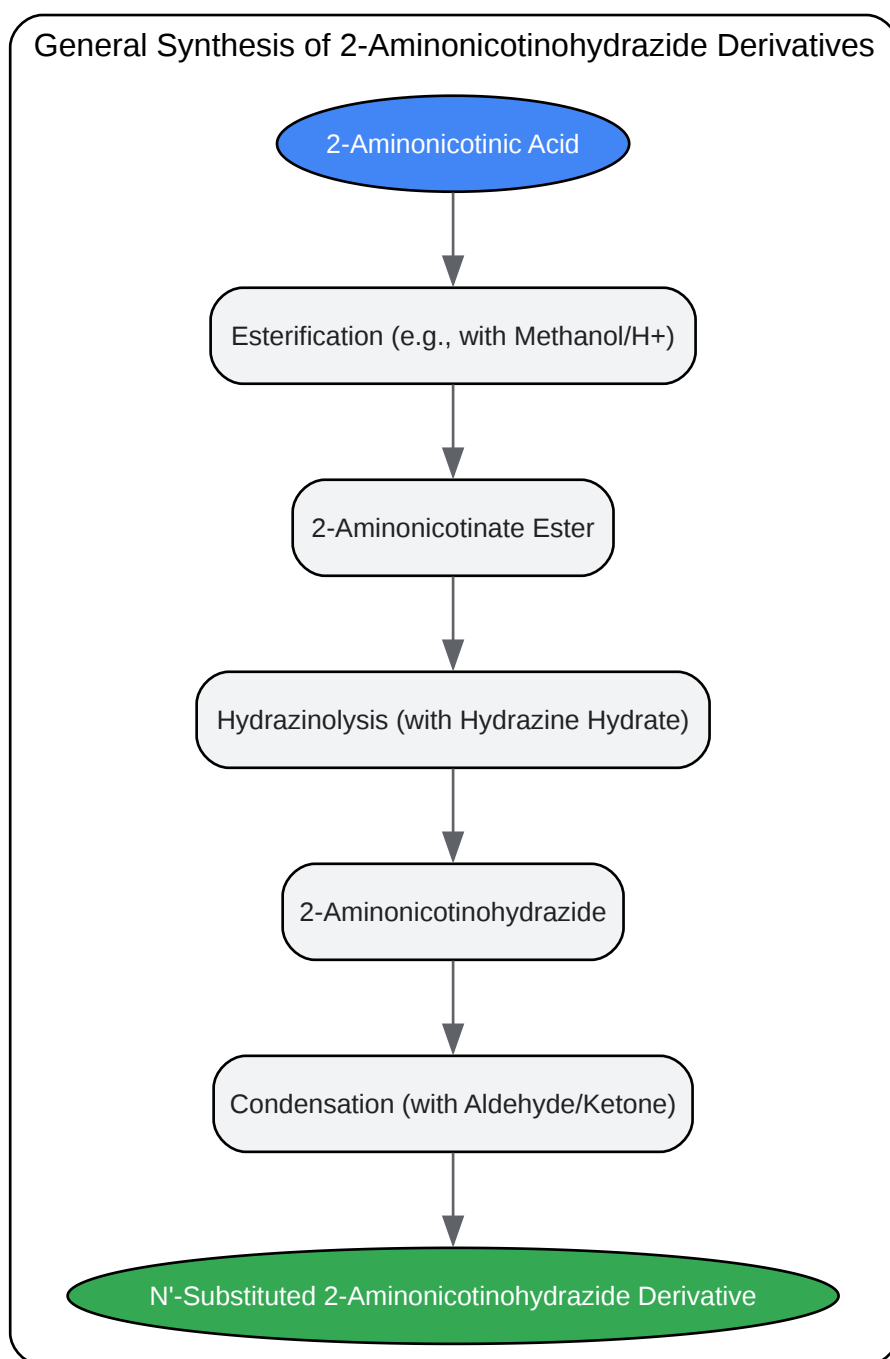 General Synthesis of 2-Aminonicotinohydrazide Derivatives
2-Aminonicotinic Acid
Esterification (e.g., with Methanol/H+)
2-Aminonicotinate Ester
Hydrazinolysis (with Hydrazine Hydrate)
2-Aminonicotinohydrazide
Condensation (with Aldehyde/Ketone)
N'-Substituted 2-Aminonicotinohydrazide Derivative